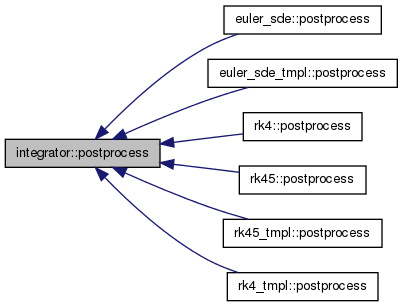 euler_sde::postprocess
euler_sde_tmpl::postprocess
rk4::postprocess
integrator::postprocess
rk45::postprocess
rk45_tmpl::postprocess
rk4_tmpl::postprocess